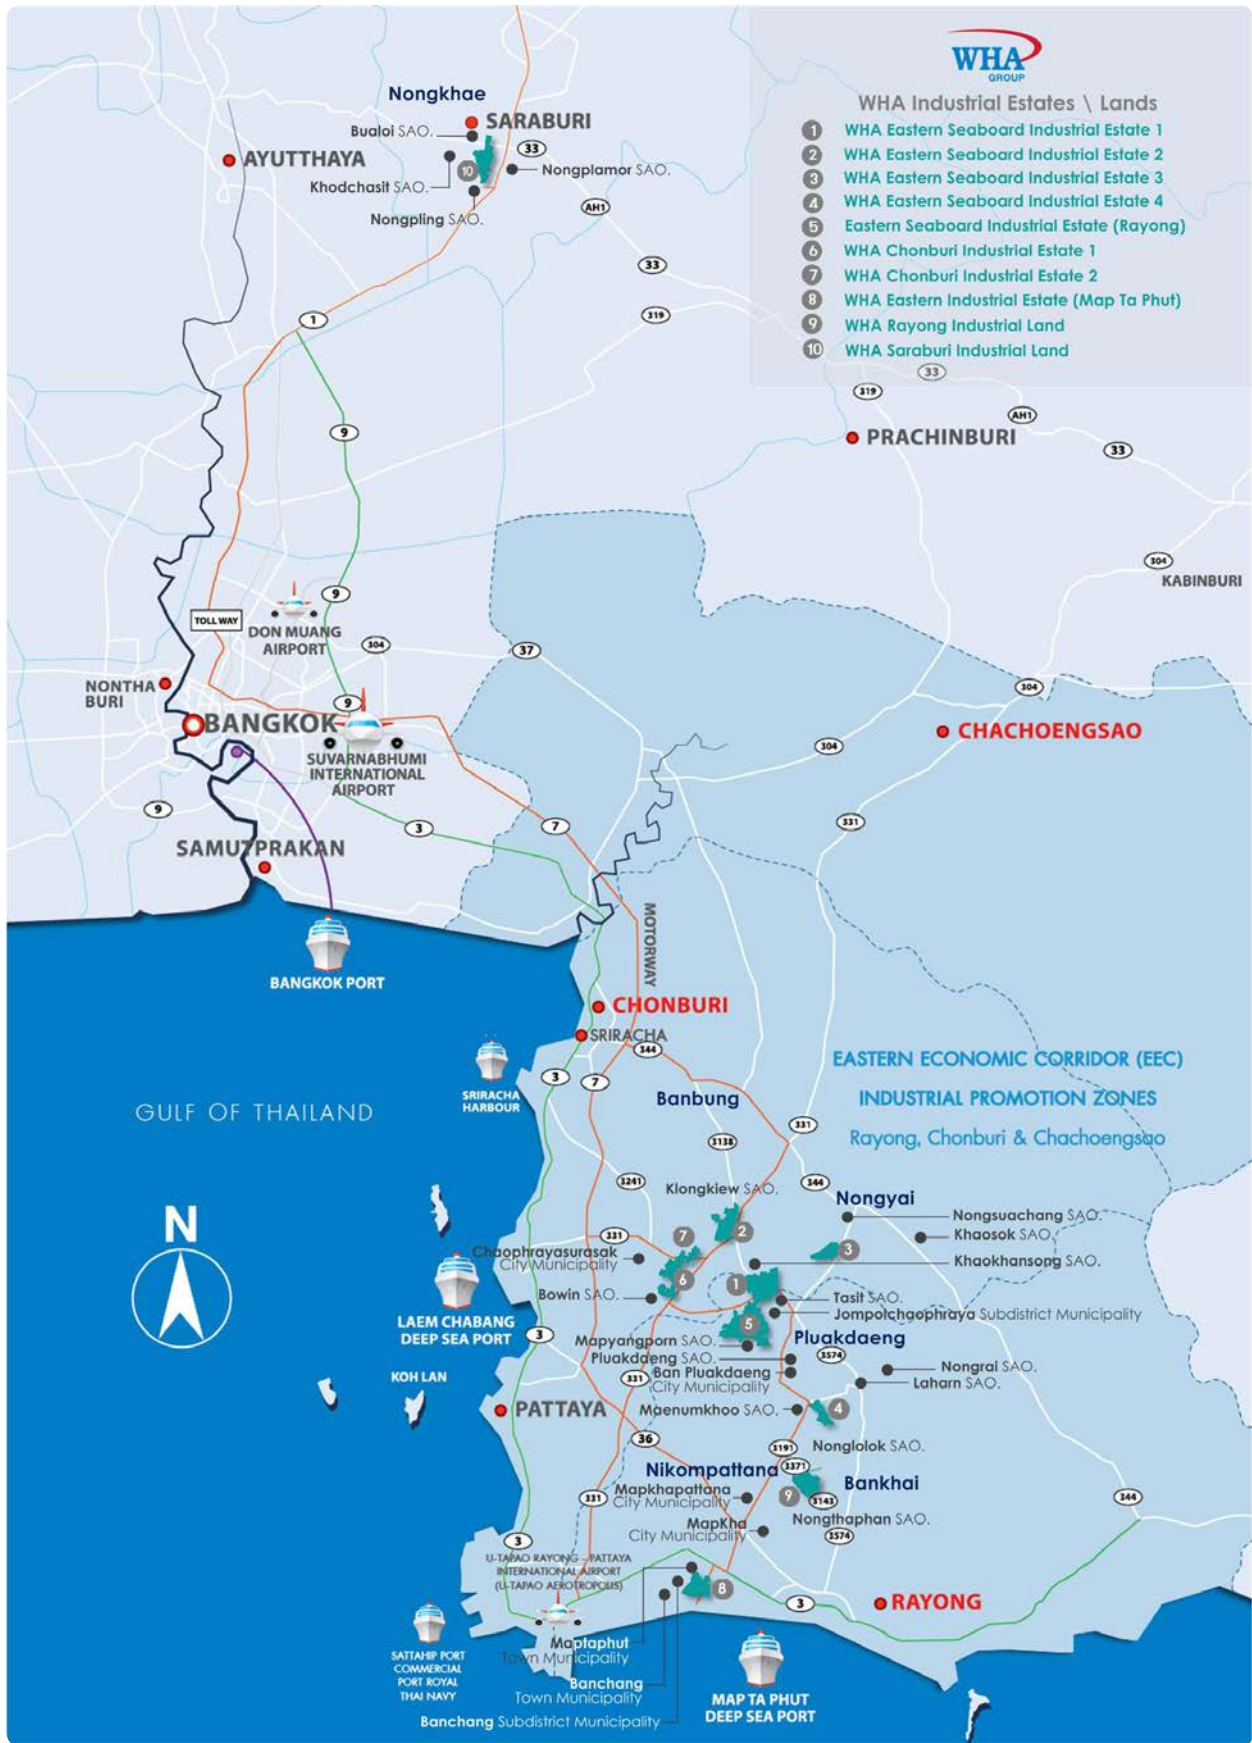 WHA
GROUP
WHA Industrial Estates \ Lands
1 WHA Eastern Seaboard Industrial Estate 1
2 WHA Eastern Seaboard Industrial Estate 2
3 WHA Eastern Seaboard Industrial Estate 3
4 WHA Eastern Seaboard Industrial Estate 4
5 Eastern Seaboard Industrial Estate (Rayong)
6 WHA Chonburi Industrial Estate 1
7 WHA Chonburi Industrial Estate 2
8 WHA Eastern Industrial Estate (Map Ta Phut)
9 WHA Rayong Industrial Land
10 WHA Saraburi Industrial Land
Nongkhae
SARABURI
Bualoi SAO.
33
AYUTTHAYA
10
Nongplamor SAO.
Khodchasit SAO.
AH1
Nongpling SAO.
33
1
319
33
319
AH1
PRACHINBURI
33
9
304
KABINBURI
9
TOLL WAY
DON MUANG
AIRPORT
304
37
NONTHA
BURI
304
9
BANGKOK
CHACHOENGSAO
304
SUVARNABHUMI
INTERNATIONAL
AIRPORT
9
3
7
331
SAMUTPRAKAN
MOTORWAY
BANGKOK PORT
CHONBURI
SRIRACHA
344
EASTERN ECONOMIC CORRIDOR (EEC)
INDUSTRIAL PROMOTION ZONES
Rayong, Chonburi & Chachoengsao
3
7
SRIRACHA
HARBOUR
GULF OF THAILAND
Banbung
331
3138
3241
344
Klongkiew SAO.
Nongyai
N
Nongsuachang SAO.
331
7
2
Khaosok SAO.
Chaophrayasurasak
City Municipality
3
Khaokhansong SAO.
6
1
Bowin SAO.
Tasit SAO.
Jompolchaophraya Subdistrict Municipality
LAEM CHABANG
DEEP SEA PORT
3
5
Mapyangporn SAO.
Pluakdaeng
Pluakdaeng SAO.
3574
Nongrai SAO.
KOH LAN
331
Ban Pluakdaeng
City Municipality
Laharn SAO.
PATTAYA
Maenumkhoo SAO.
4
36
3191
Nonglolok SAO.
Nikompattana
3371
Bankhai
Mapkhapattana
City Municipality
331
9
3143
344
Nongthaphan SAO.
MapKha
City Municipality
3574
3
U-TAPAO RAYONG - PATTAYA
INTERNATIONAL AIRPORT
(U-TAPAO AEROTROPOLIS)
8
3
RAYONG
SATTAHIP PORT
COMMERCIAL
PORT ROYAL
THAI NAVY
Maptaphut
Town Municipality
Banchang
Town Municipality
Banchang Subdistrict Municipality
MAP TA PHUT
DEEP SEA PORT